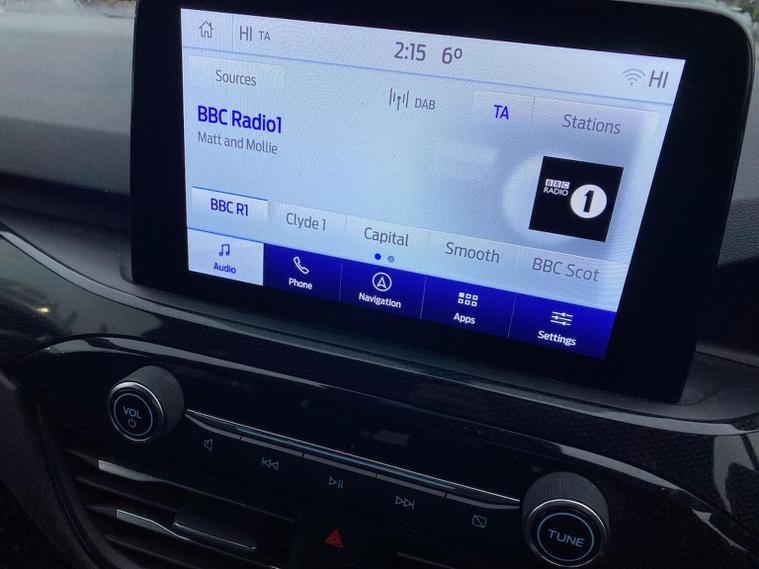 HI TA 2:15 6º HI
Sources
DAB TA Stations
BBC Radio1
Matt and Mollie
BBC
RADIO 1
BBC R1 Clyde 1 Capital Smooth BBC Scot
Audio Phone Navigation Apps Settings
VOL
TUNE